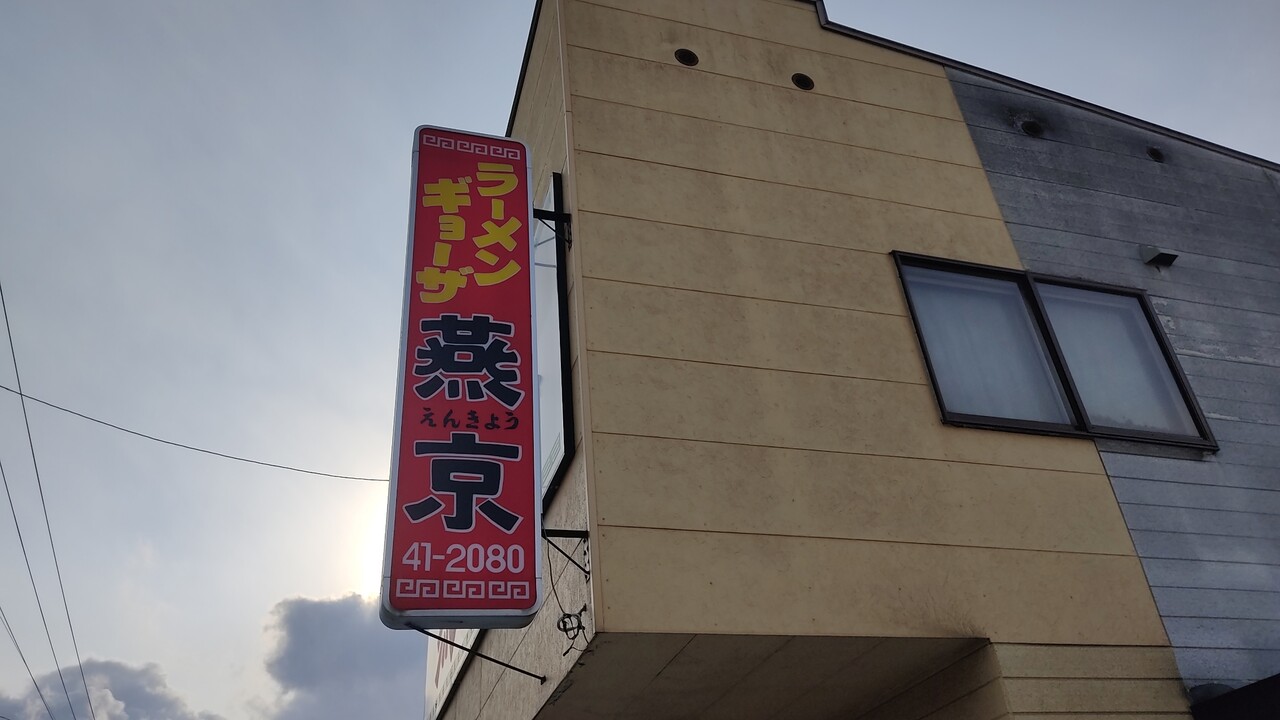 ラーメン
ギョーザ
燕京
えんきょう
41-2080